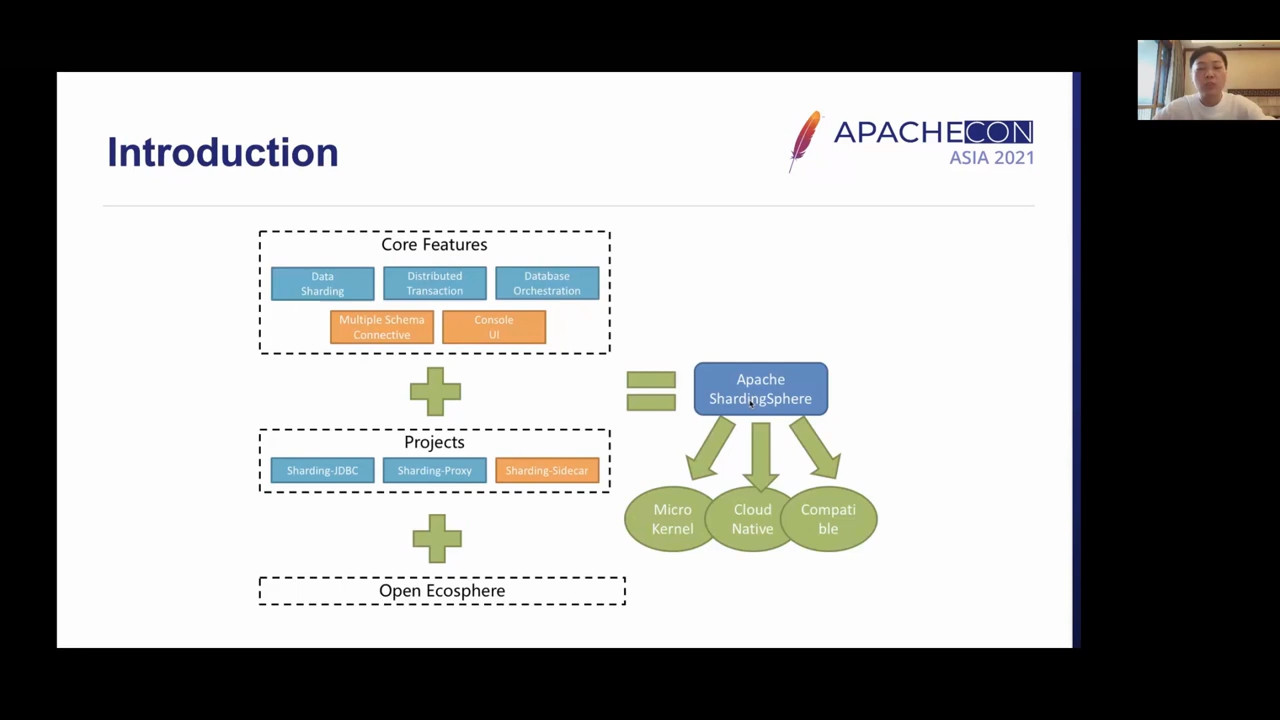 Introduction
APACHECON
ASIA 2021
Core Features
Data
Sharding
Distributed
Transaction
Database
Orchestration
Multiple Schema
Connective
Console
UI
Apache
ShardingSphere
Projects
Sharding-JDBC
Sharding-Proxy
Sharding-Sidecar
Micro
Kernel
Cloud
Native
Compati
ble
Open Ecosphere